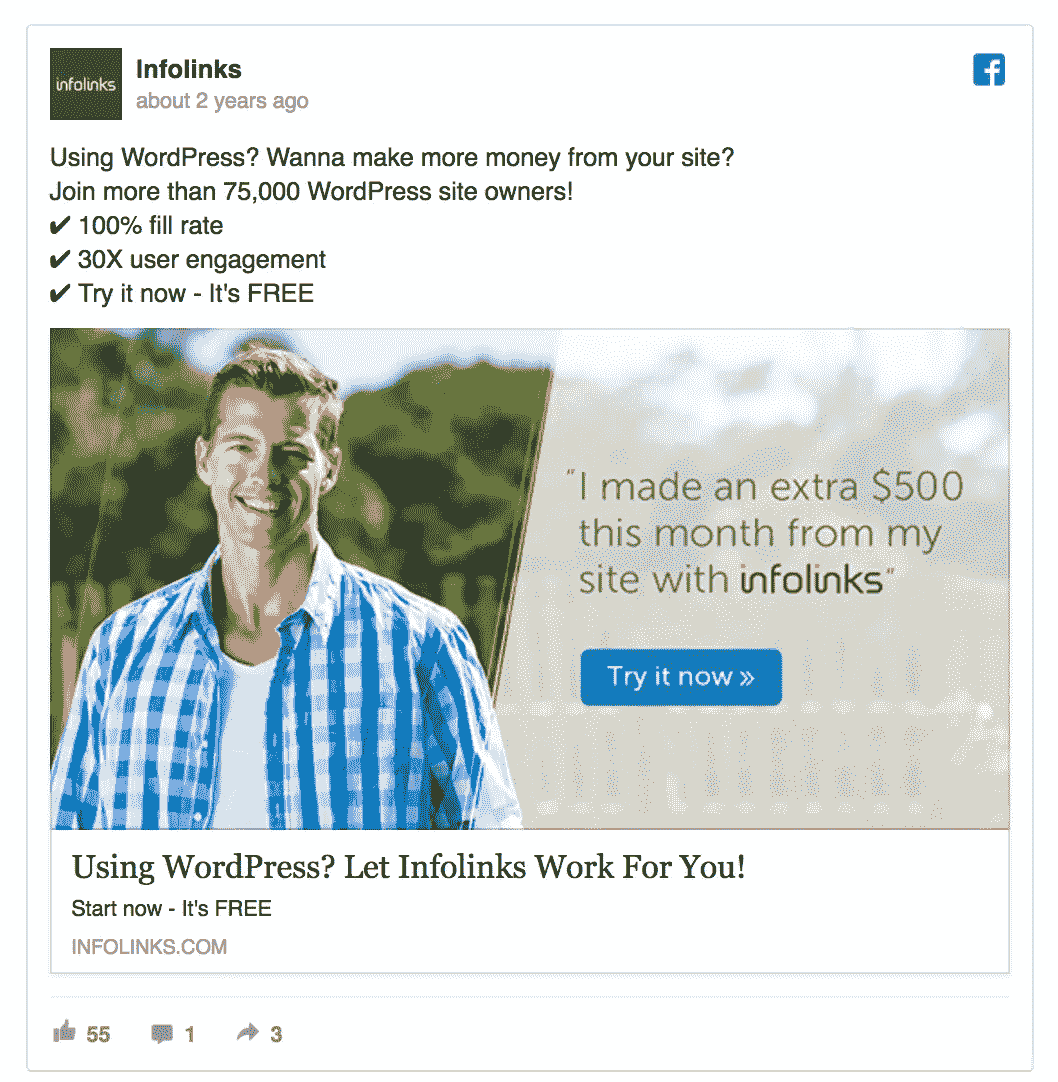 infolinks
Infolinks
about 2 years ago
Using WordPress? Wanna make more money from your site?
Join more than 75,000 WordPress site owners!
✔ 100% fill rate
✔ 30X user engagement
✔ Try it now - It's FREE
"I made an extra $500
this month from my
site with infolinks"
Try it now »
Using WordPress? Let Infolinks Work For You!
Start now - It's FREE
INFOLINKS.COM
55 1 3